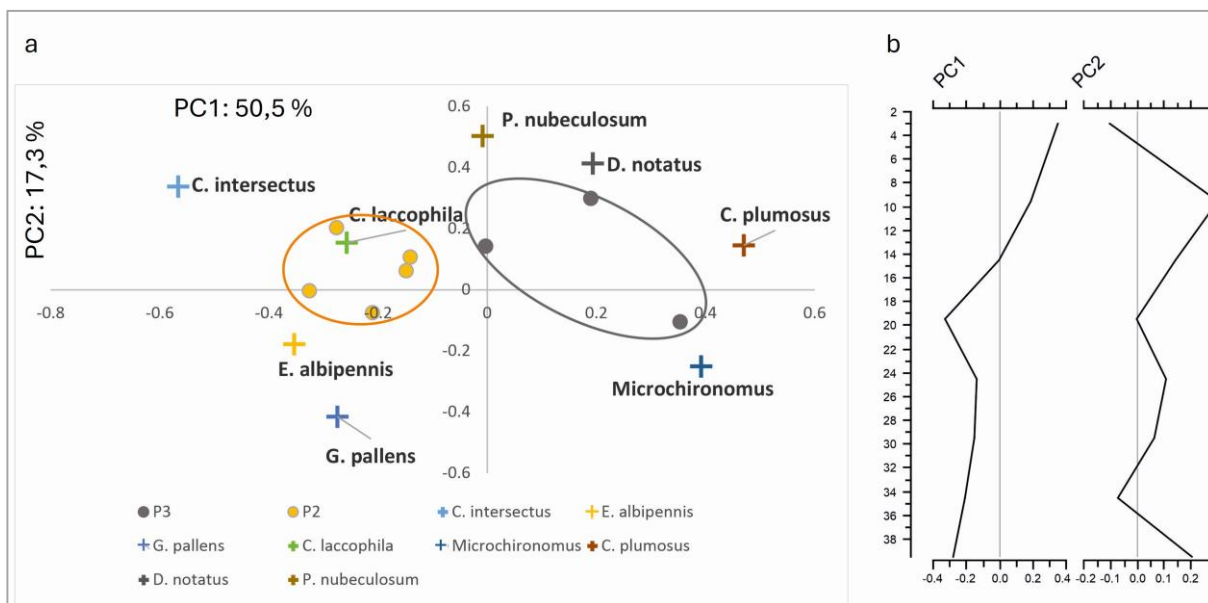 a
PC1: 50,5 %
PC2: 17,3 %
0.6
0.4
0.2
0
-0.2
-0.4
-0.6
-0.8
-0.6
-0.4
-0.2
0
0.2
0.4
0.6
P. nubeculosum
D. notatus
C. intersectus
C. laccophila
C. plumosus
E. albipennis
Microchironomus
G. pallens
P3 P2 C. intersectus E. albipennis
G. pallens C. laccophila Microchironomus C. plumosus
D. notatus P. nubeculosum
b
PC1 PC2
2
4
6
8
10
12
14
16
18
20
22
24
26
28
30
32
34
36
38
-0.4 -0.2 0.0 0.2 0.4 -0.2 -0.1 0.0 0.1 0.2